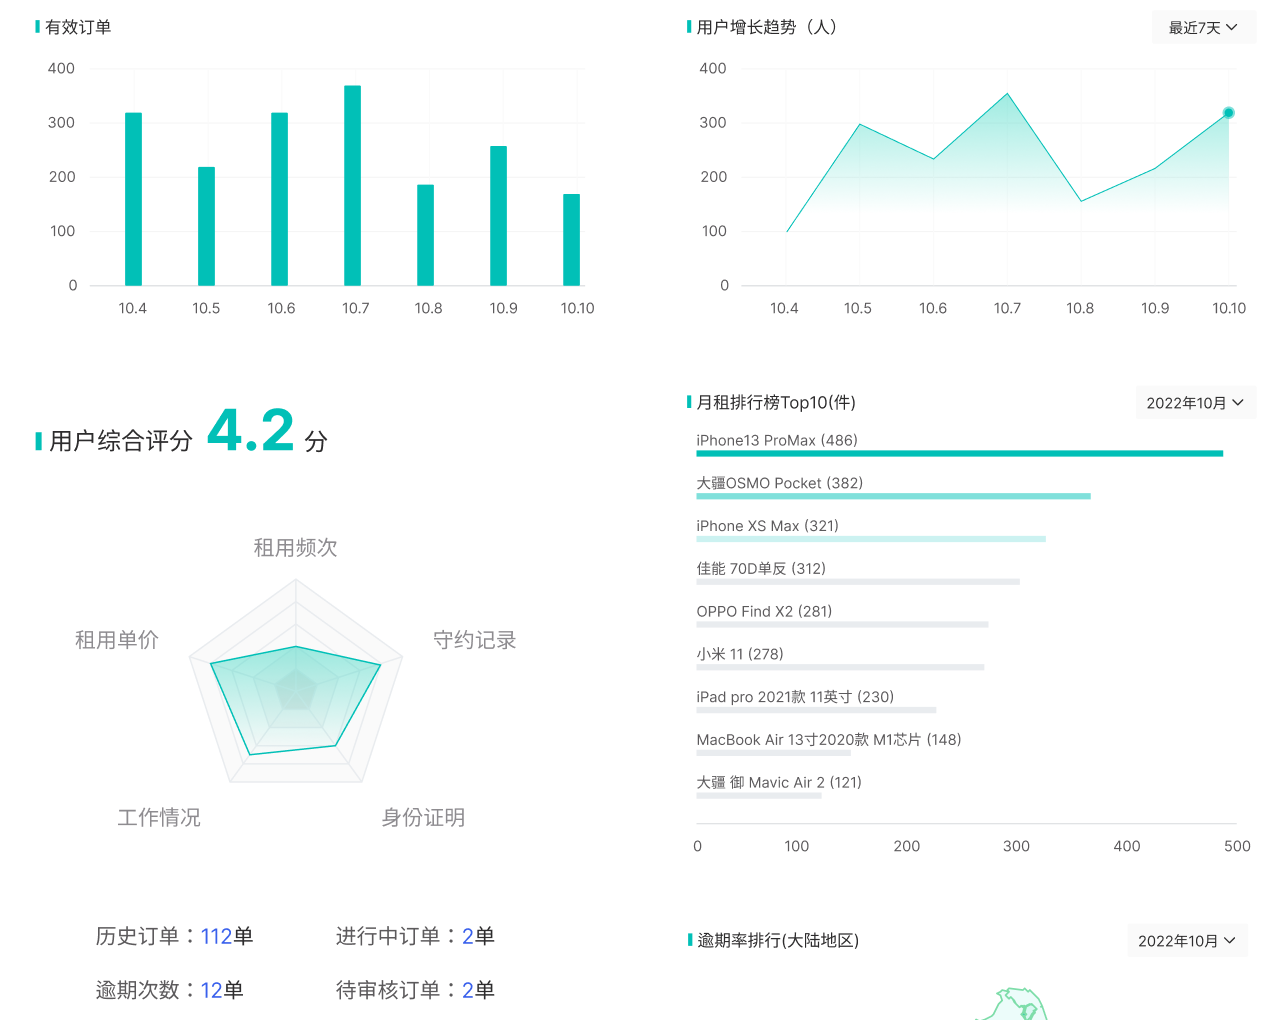 有效订单
400
300
200
100
0
10.4 10.5 10.6 10.7 10.8 10.9 10.10
用户增长趋势（人） 最近7天
400
300
200
100
0
10.4 10.5 10.6 10.7 10.8 10.9 10.10
用户综合评分 4.2 分
租用频次
租用单价 守约记录
工作情况 身份证明
历史订单：112单 进行中订单：2单
逾期次数：12单 待审核订单：2单
月租排行榜Top10(件) 2022年10月
iPhone13 ProMax (486)
大疆OSMO Pocket (382)
iPhone XS Max (321)
佳能 70D单反 (312)
OPPO Find X2 (281)
小米 11 (278)
iPad pro 2021款 11英寸 (230)
MacBook Air 13寸2020款 M1芯片 (148)
大疆 御 Mavic Air 2 (121)
0 100 200 300 400 500
逾期率排行(大陆地区) 2022年10月